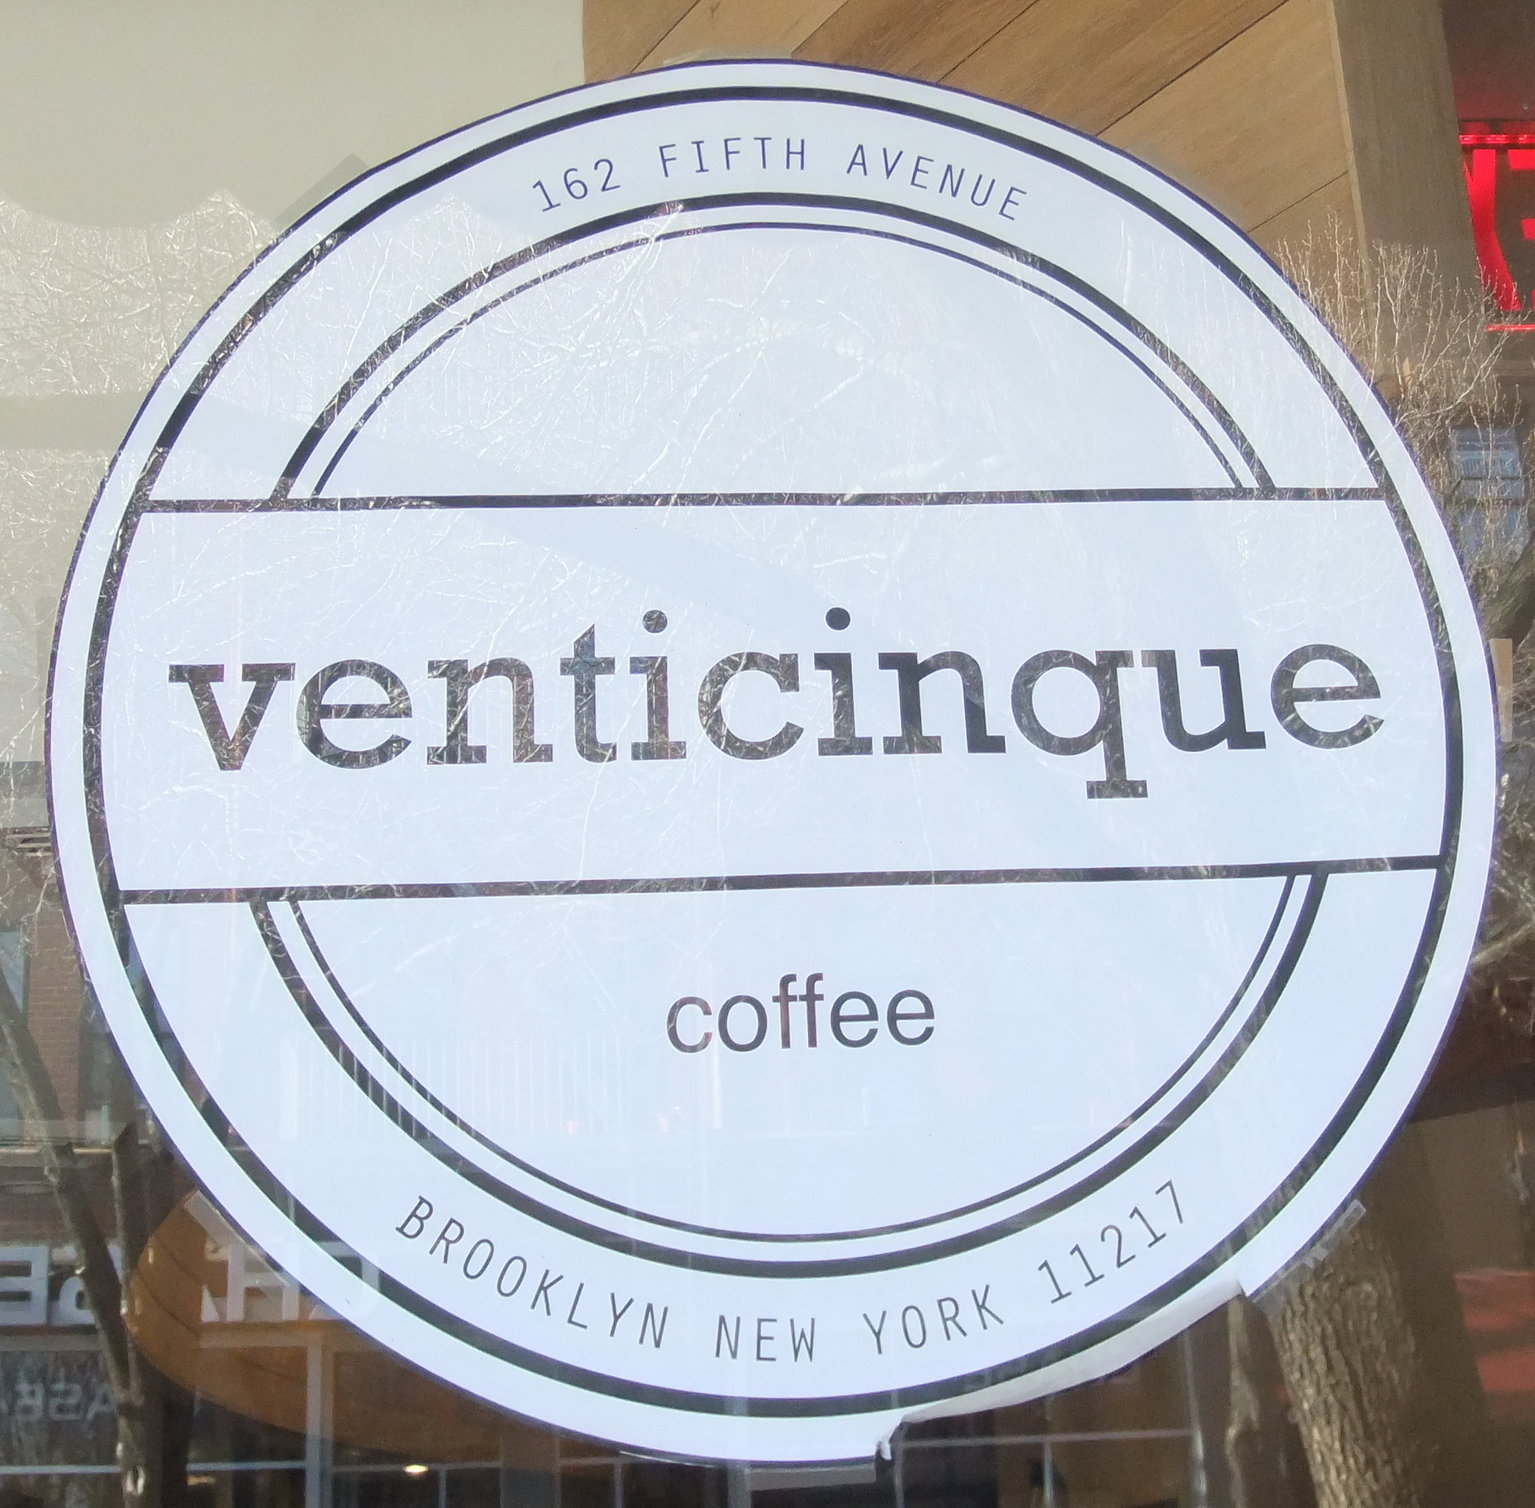 162 FIFTH AVENUE
venticinque
coffee
BROOKLYN NEW YORK 11217